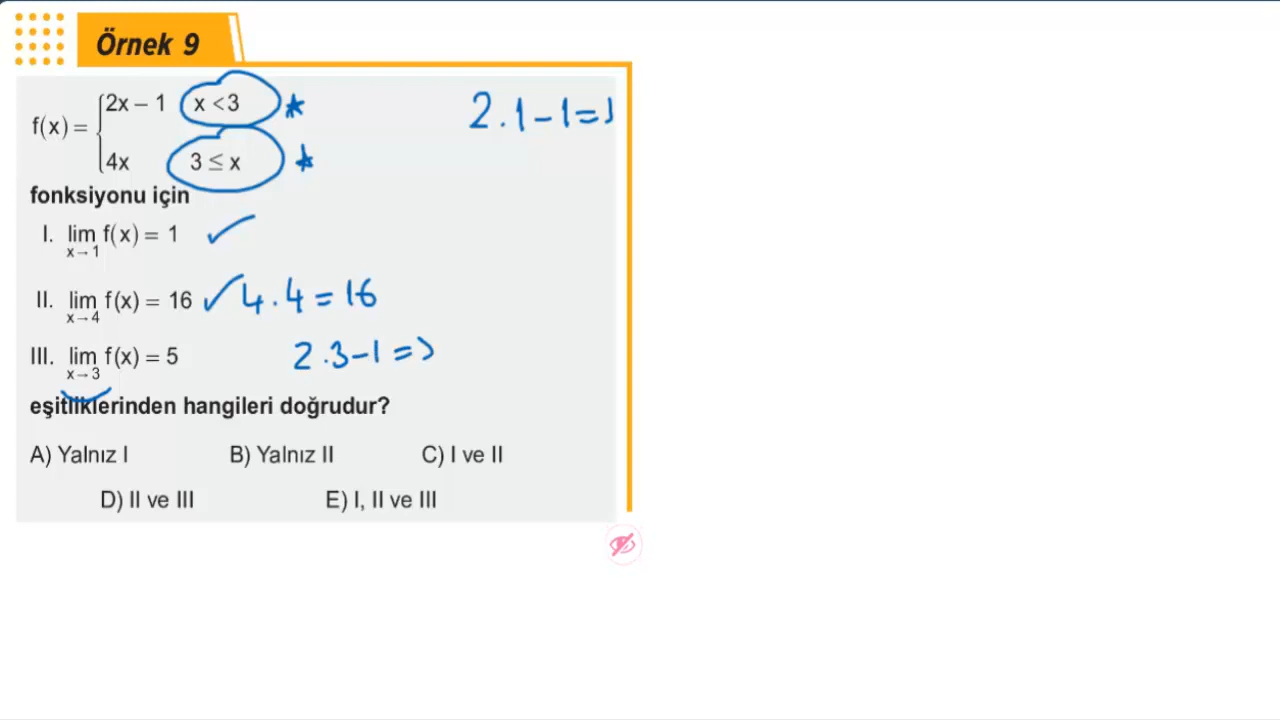 Örnek 9
f(x) = { 2x – 1 x < 3
4x 3 ≤ x
2.1-1=1
fonksiyonu için
I. lim x→1 f(x) = 1
II. lim x→4 f(x) = 16 4.4=16
III. lim x→3 f(x) = 5 2.3-1=
eşitliklerinden hangileri doğrudur?
A) Yalnız I B) Yalnız II C) I ve II
D) II ve III E) I, II ve III